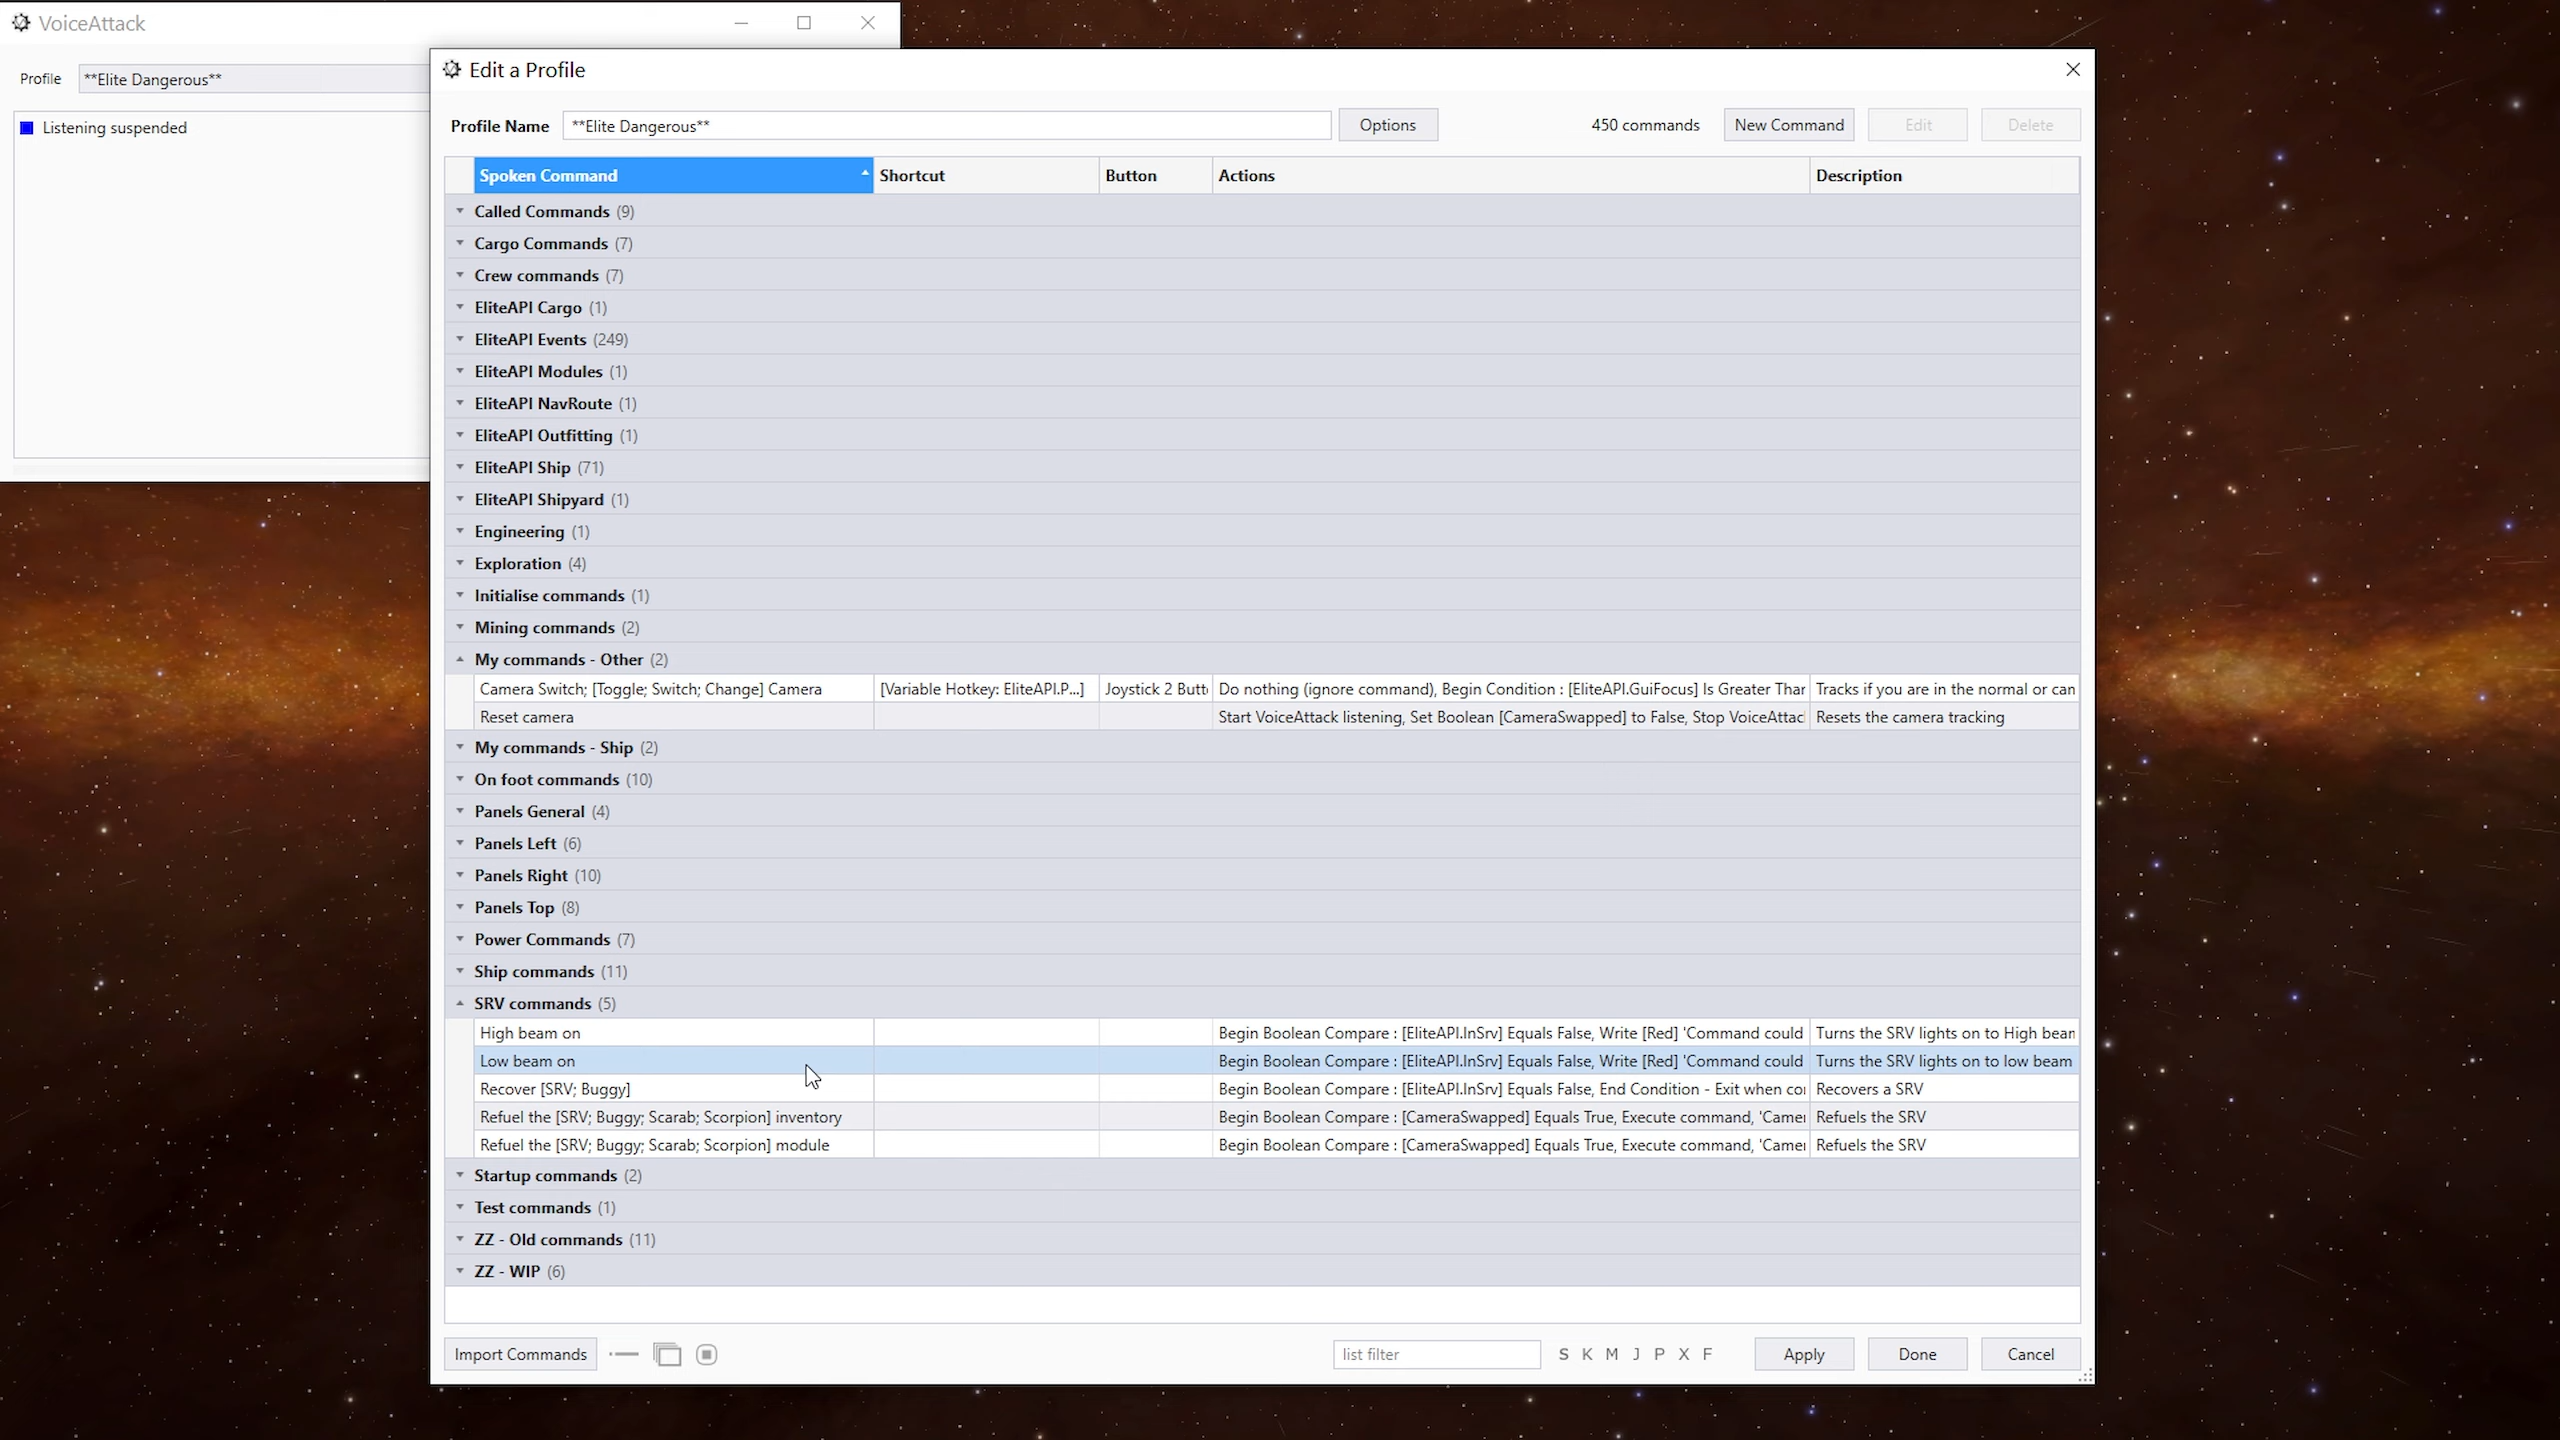 VoiceAttack
Profile **Elite Dangerous**
Listening suspended
Edit a Profile
Profile Name **Elite Dangerous** Options 450 commands New Command Edit Delete
Spoken Command Shortcut Button Actions Description
Called Commands (9)
Cargo Commands (7)
Crew commands (7)
EliteAPI Cargo (1)
EliteAPI Events (249)
EliteAPI Modules (1)
EliteAPI NavRoute (1)
EliteAPI Outfitting (1)
EliteAPI Ship (71)
EliteAPI Shipyard (1)
Engineering (1)
Exploration (4)
Initialise commands (1)
Mining commands (2)
My commands - Other (2)
Camera Switch; [Toggle; Switch; Change] Camera [Variable Hotkey: EliteAPI.P...] Joystick 2 Butt Do nothing (ignore command), Begin Condition : [EliteAPI.GuiFocus] Is Greater Thar Tracks if you are in the normal or can
Reset camera Start VoiceAttack listening, Set Boolean [CameraSwapped] to False, Stop VoiceAttac Resets the camera tracking
My commands - Ship (2)
On foot commands (10)
Panels General (4)
Panels Left (6)
Panels Right (10)
Panels Top (8)
Power Commands (7)
Ship commands (11)
SRV commands (5)
High beam on Begin Boolean Compare : [EliteAPI.InSrv] Equals False, Write [Red] 'Command could Turns the SRV lights on to High bean
Low beam on Begin Boolean Compare : [EliteAPI.InSrv] Equals False, Write [Red] 'Command could Turns the SRV lights on to low beam
Recover [SRV; Buggy] Begin Boolean Compare : [EliteAPI.InSrv] Equals False, End Condition - Exit when co Recovers a SRV
Refuel the [SRV; Buggy; Scarab; Scorpion] inventory Begin Boolean Compare : [CameraSwapped] Equals True, Execute command, 'Came Refuels the SRV
Refuel the [SRV; Buggy; Scarab; Scorpion] module Begin Boolean Compare : [CameraSwapped] Equals True, Execute command, 'Came Refuels the SRV
Startup commands (2)
Test commands (1)
ZZ - Old commands (11)
ZZ - WIP (6)
Import Commands list filter S K M J P X F Apply Done Cancel